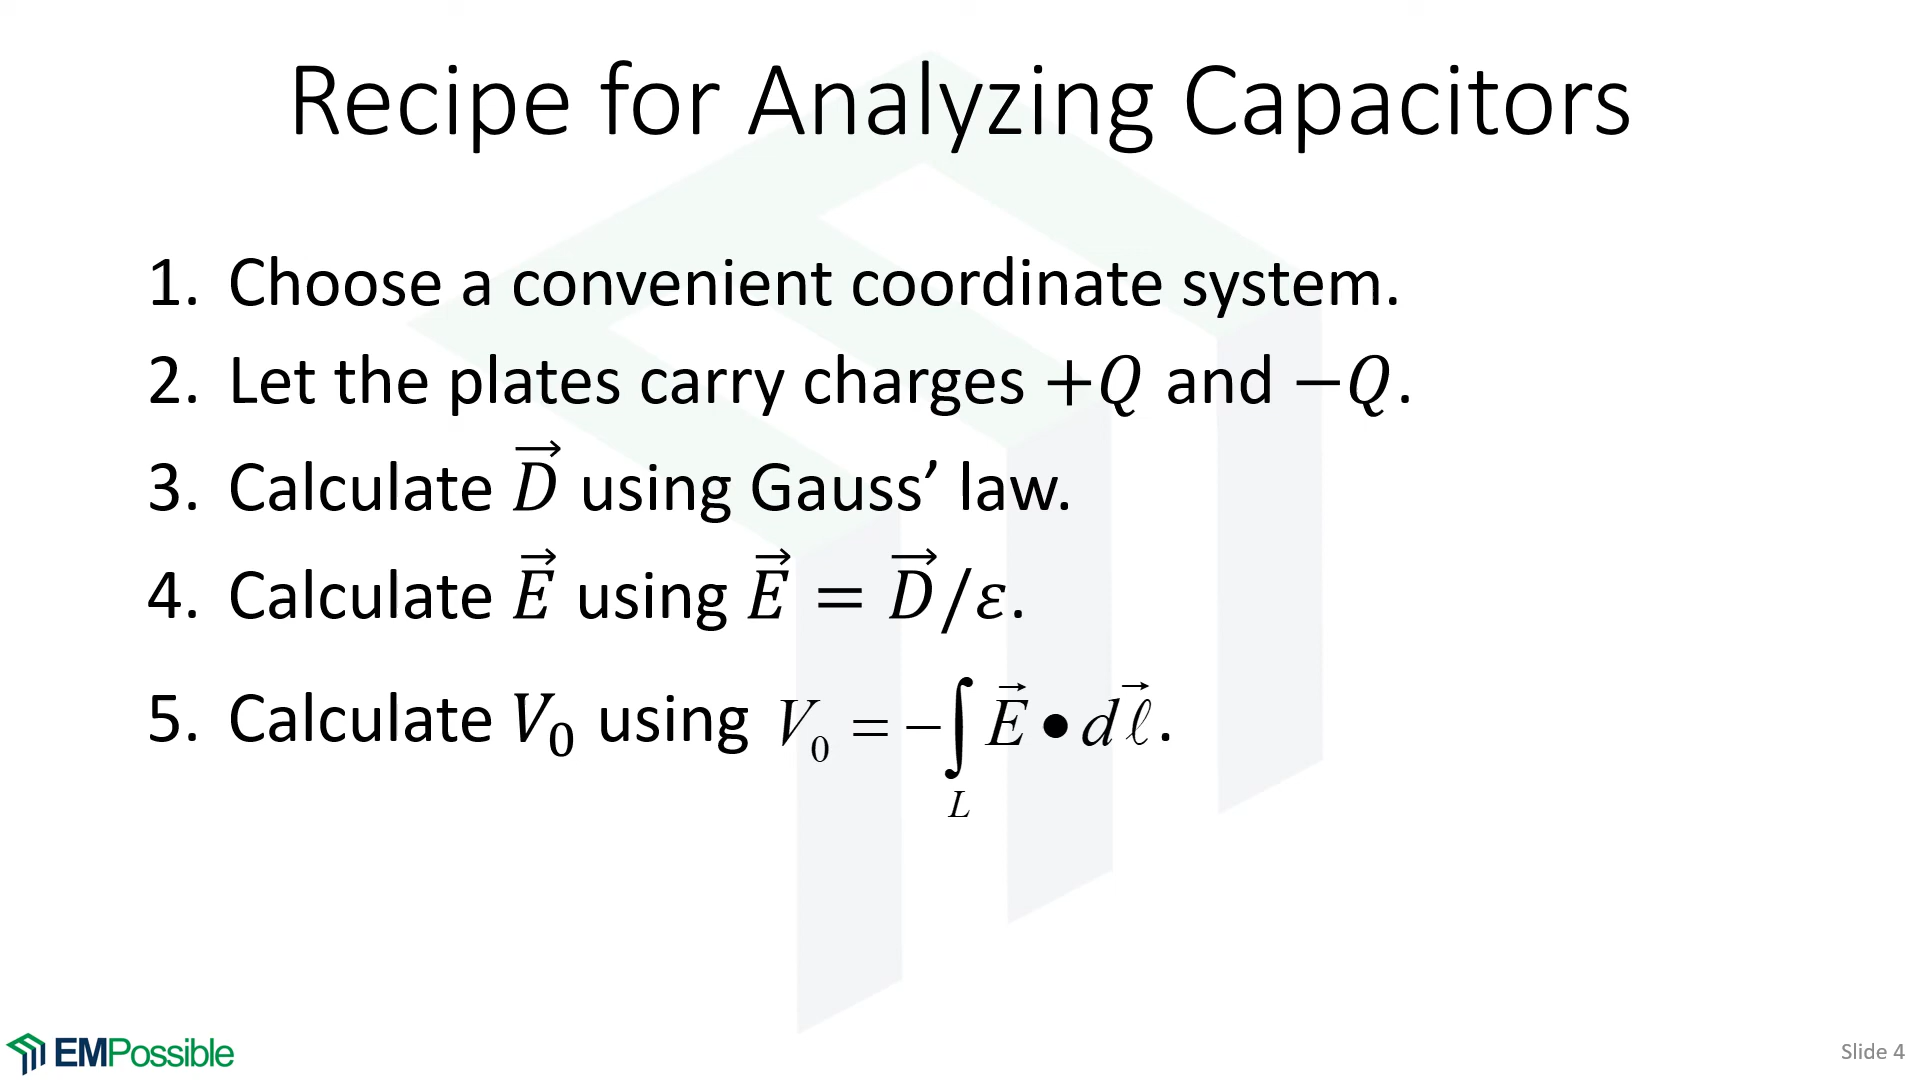 Recipe for Analyzing Capacitors
1. Choose a convenient coordinate system.
2. Let the plates carry charges +Q and −Q.
3. Calculate D⃗ using Gauss’ law.
4. Calculate E⃗ using E⃗ = D⃗/ε.
5. Calculate V₀ using V₀ = −∫_L E⃗ • dℓ⃗.
EMPossible
Slide 4